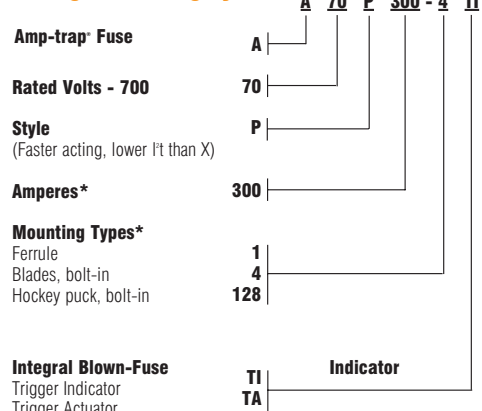 A 70 P 300 - 4 TI
Amp-trap® Fuse A
Rated Volts - 700 70
Style P
(Faster acting, lower I²t than X)
Amperes* 300
Mounting Types*
Ferrule 1
Blades, bolt-in 4
Hockey puck, bolt-in 128
Integral Blown-Fuse Indicator
Trigger Indicator TI
Trigger Actuator TA